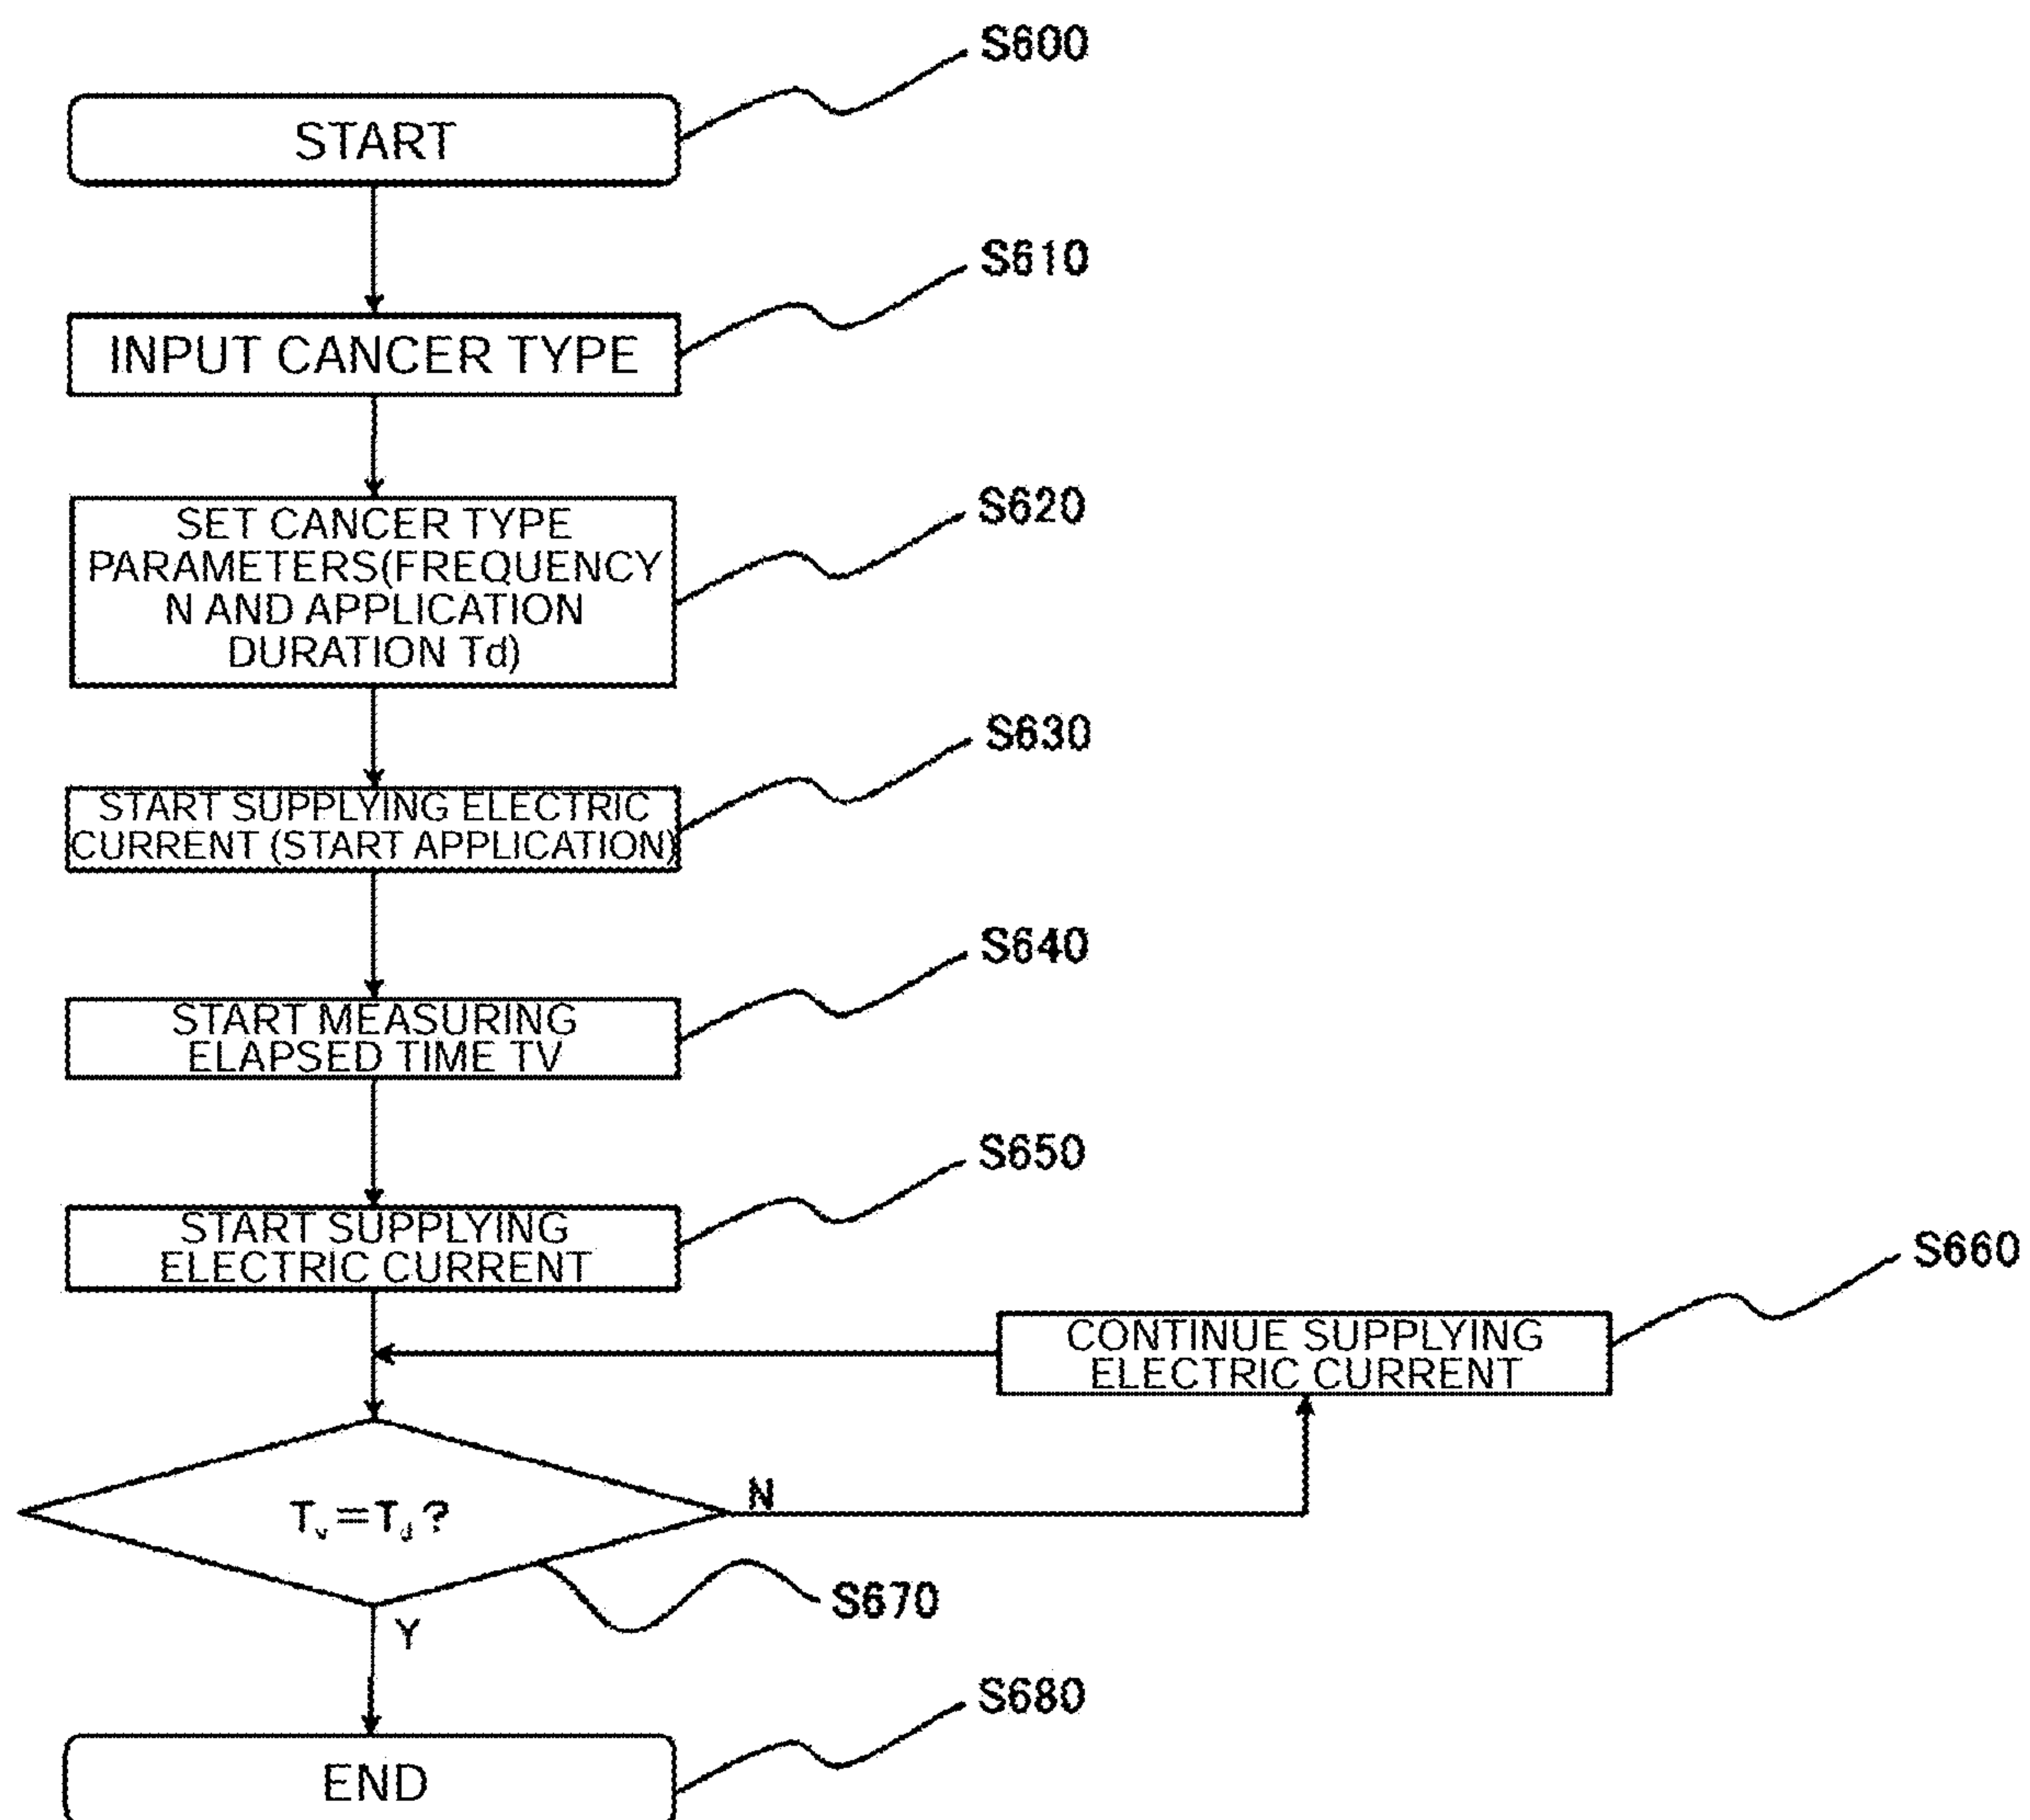 S600
START
S610
INPUT CANCER TYPE
S620
SET CANCER TYPE
PARAMETERS(FREQUENCY
N AND APPLICATION
DURATION Td)
S630
START SUPPLYING ELECTRIC
CURRENT (START APPLICATION)
S640
START MEASURING
ELAPSED TIME TV
S650
START SUPPLYING
ELECTRIC CURRENT
S660
CONTINUE SUPPLYING
ELECTRIC CURRENT
N
Tv=Td?
S670
Y
S680
END